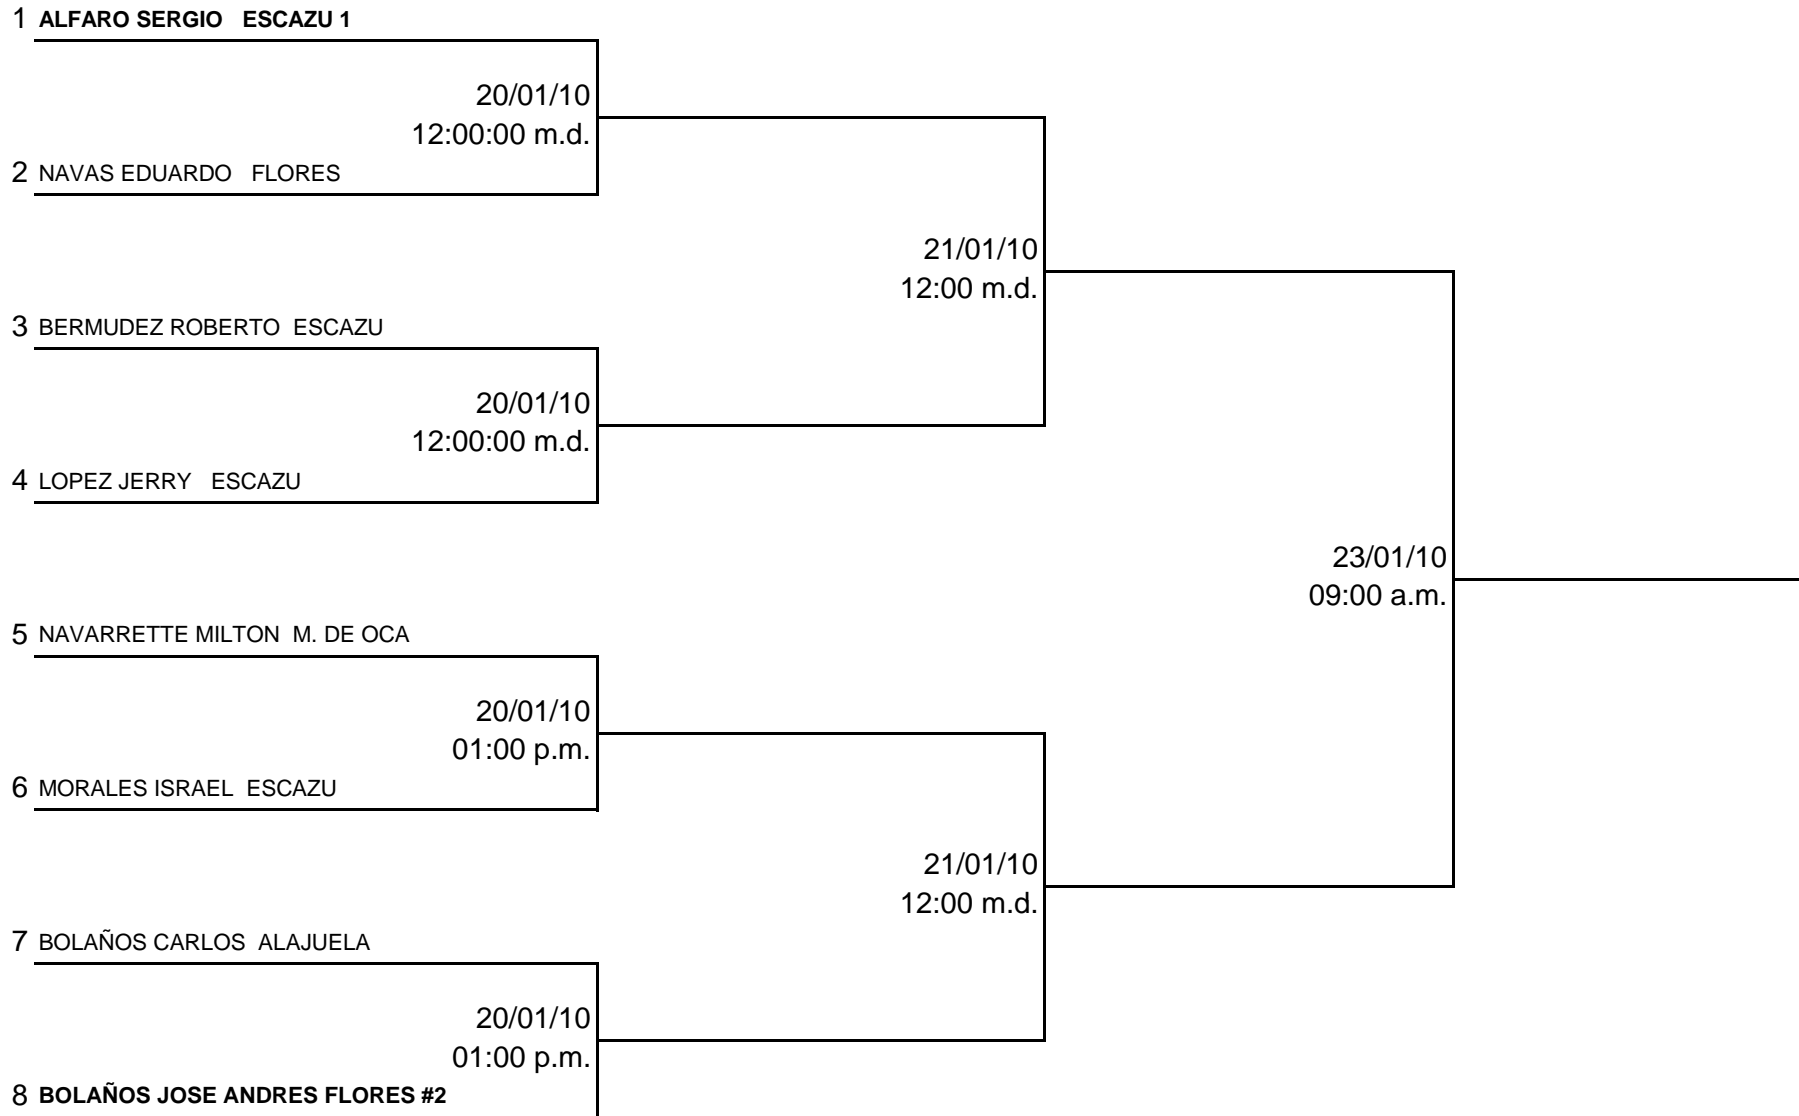 1 ALFARO SERGIO ESCAZU 1
20/01/10
12:00:00 m.d.
2 NAVAS EDUARDO FLORES
21/01/10
12:00 m.d.
3 BERMUDEZ ROBERTO ESCAZU
20/01/10
12:00:00 m.d.
4 LOPEZ JERRY ESCAZU
23/01/10
09:00 a.m.
5 NAVARRETTE MILTON M. DE OCA
20/01/10
01:00 p.m.
6 MORALES ISRAEL ESCAZU
21/01/10
12:00 m.d.
7 BOLAÑOS CARLOS ALAJUELA
20/01/10
01:00 p.m.
8 BOLAÑOS JOSE ANDRES FLORES #2